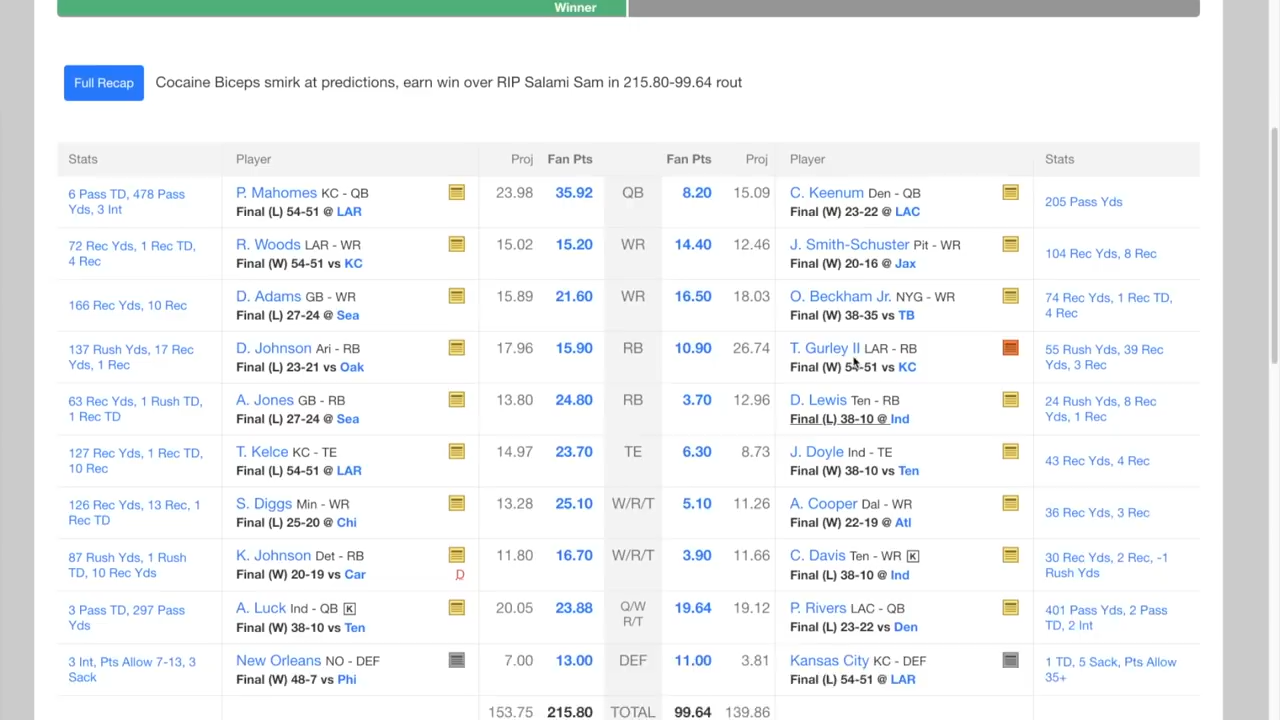 Winner
Full Recap Cocaine Biceps smirk at predictions, earn win over RIP Salami Sam in 215.80-99.64 rout
Stats Player Proj Fan Pts Fan Pts Proj Player Stats
6 Pass TD, 478 Pass Yds, 3 Int P. Mahomes KC - QB 23.98 35.92 QB 8.20 15.09 C. Keenum Den - QB 205 Pass Yds
Final (L) 54-51 @ LAR Final (W) 23-22 @ LAC
72 Rec Yds, 1 Rec TD, 4 Rec R. Woods LAR - WR 15.02 15.20 WR 14.40 12.46 J. Smith-Schuster Pit - WR 104 Rec Yds, 8 Rec
Final (W) 54-51 vs KC Final (W) 20-16 @ Jax
166 Rec Yds, 10 Rec D. Adams GB - WR 15.89 21.60 WR 16.50 18.03 O. Beckham Jr. NYG - WR 74 Rec Yds, 1 Rec TD, 4 Rec
Final (L) 27-24 @ Sea Final (W) 38-35 vs TB
137 Rush Yds, 17 Rec Yds, 1 Rec D. Johnson Ari - RB 17.96 15.90 RB 10.90 26.74 T. Gurley II LAR - RB 55 Rush Yds, 39 Rec Yds, 3 Rec
Final (L) 23-21 vs Oak Final (W) 54-51 vs KC
63 Rec Yds, 1 Rush TD, 1 Rec TD A. Jones GB - RB 13.80 24.80 RB 3.70 12.96 D. Lewis Ten - RB 24 Rush Yds, 8 Rec Yds, 1 Rec
Final (L) 27-24 @ Sea Final (L) 38-10 @ Ind
127 Rec Yds, 1 Rec TD, 10 Rec T. Kelce KC - TE 14.97 23.70 TE 6.30 8.73 J. Doyle Ind - TE 43 Rec Yds, 4 Rec
Final (L) 54-51 @ LAR Final (W) 38-10 vs Ten
126 Rec Yds, 13 Rec, 1 Rec TD S. Diggs Min - WR 13.28 25.10 W/R/T 5.10 11.26 A. Cooper Dal - WR 36 Rec Yds, 3 Rec
Final (L) 25-20 @ Chi Final (W) 22-19 @ Atl
87 Rush Yds, 1 Rush TD, 10 Rec Yds K. Johnson Det - RB 11.80 16.70 W/R/T 3.90 11.66 C. Davis Ten - WR K 30 Rec Yds, 2 Rec, -1 Rush Yds
Final (W) 20-19 vs Car D Final (L) 38-10 @ Ind
3 Pass TD, 297 Pass Yds A. Luck Ind - QB K 20.05 23.88 Q/W R/T 19.64 19.12 P. Rivers LAC - QB 401 Pass Yds, 2 Pass TD, 2 Int
Final (W) 38-10 vs Ten Final (L) 23-22 vs Den
3 Int, Pts Allow 7-13, 3 Sack New Orleans NO - DEF 7.00 13.00 DEF 11.00 3.81 Kansas City KC - DEF 1 TD, 5 Sack, Pts Allow 35+
Final (W) 48-7 vs Phi Final (L) 54-51 @ LAR
153.75 215.80 TOTAL 99.64 139.86